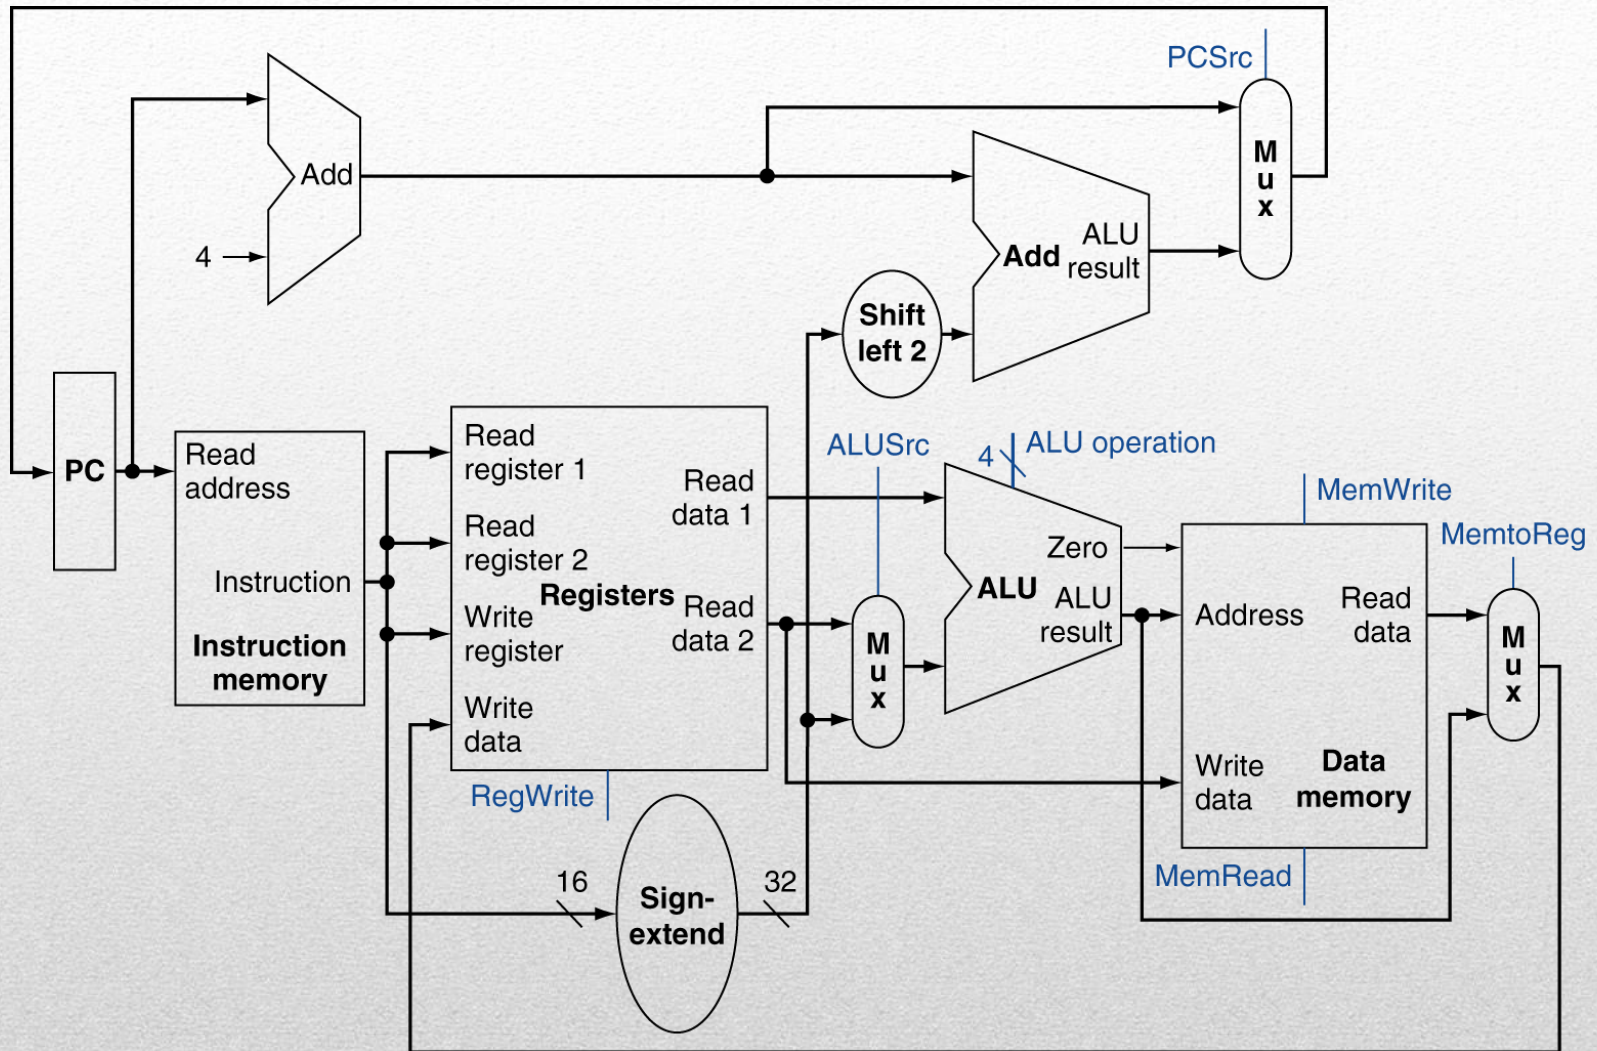 PCSrc
M
u
x
Add
4
Add
ALU
result
Shift
left 2
PC
Read
address
Instruction
Instruction
memory
Read
register 1
Read
register 2
Write
register
Write
data
Registers
Read
data 1
Read
data 2
RegWrite
16
Sign-
extend
32
ALUSrc
M
u
x
4
ALU operation
Zero
ALU
ALU
result
MemWrite
Address
Read
data
Write
data
Data
memory
MemRead
MemtoReg
M
u
x